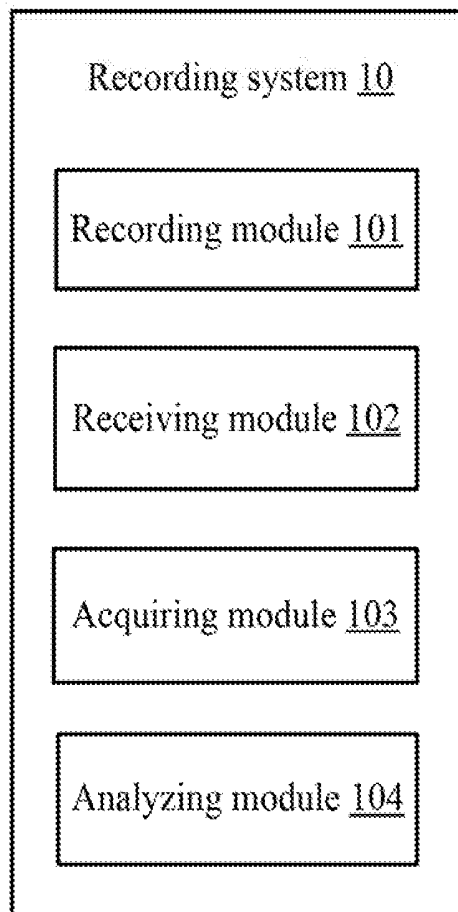 Recording system 10
Recording module 101
Receiving module 102
Acquiring module 103
Analyzing module 104